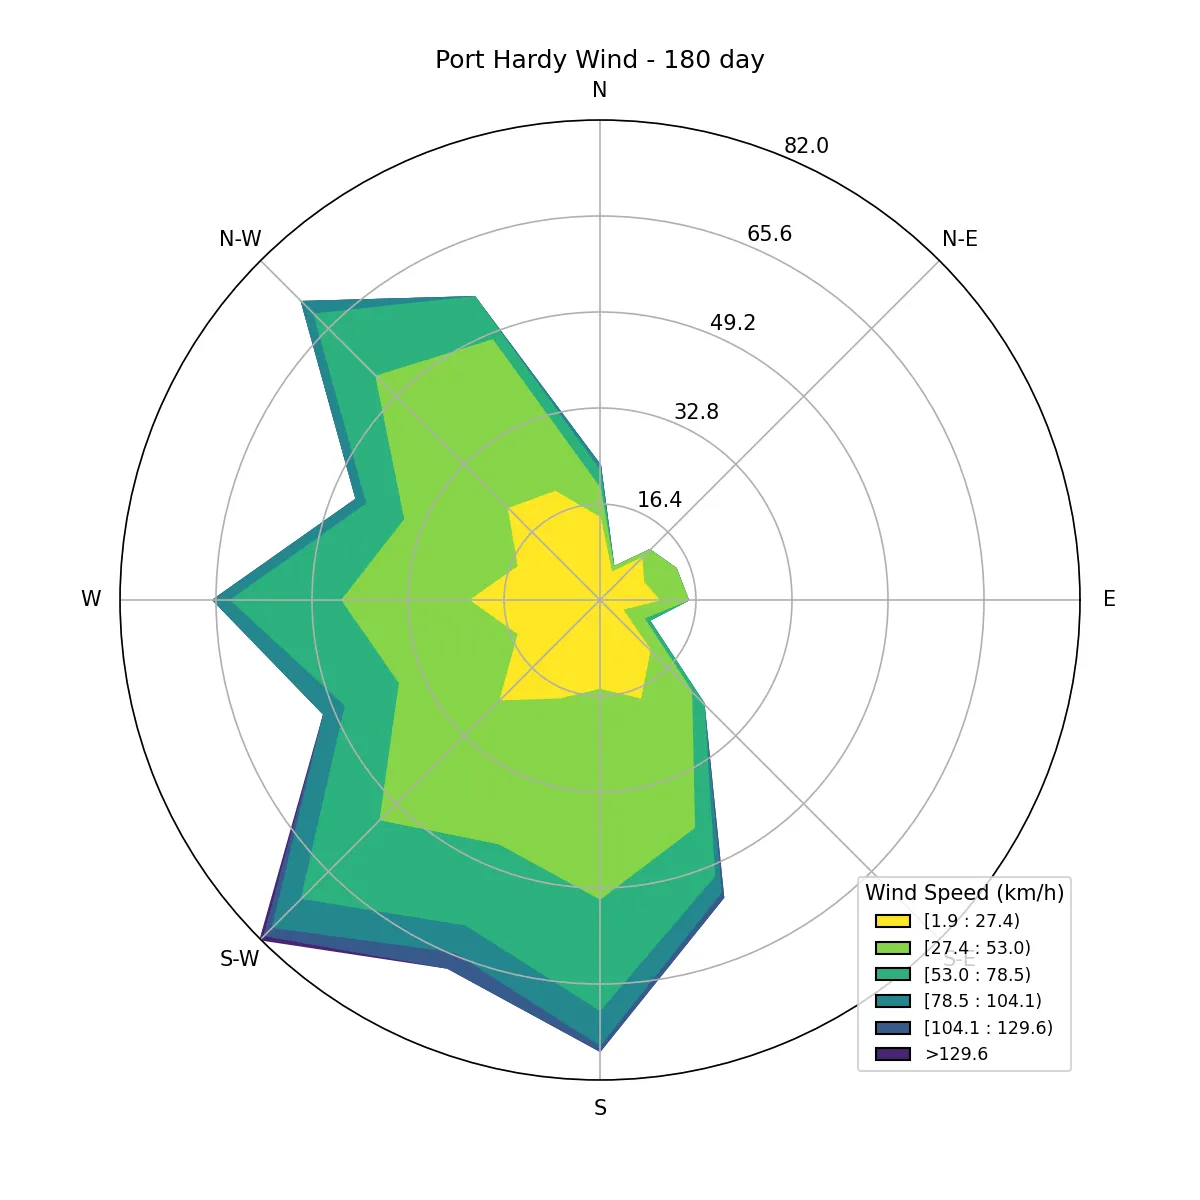 Port Hardy Wind - 180 day
N
82.0
N-W
65.6
N-E
49.2
32.8
16.4
W
E
S-W
S-E
S
Wind Speed (km/h)
[1.9 : 27.4)
[27.4 : 53.0)
[53.0 : 78.5)
[78.5 : 104.1)
[104.1 : 129.6)
>129.6